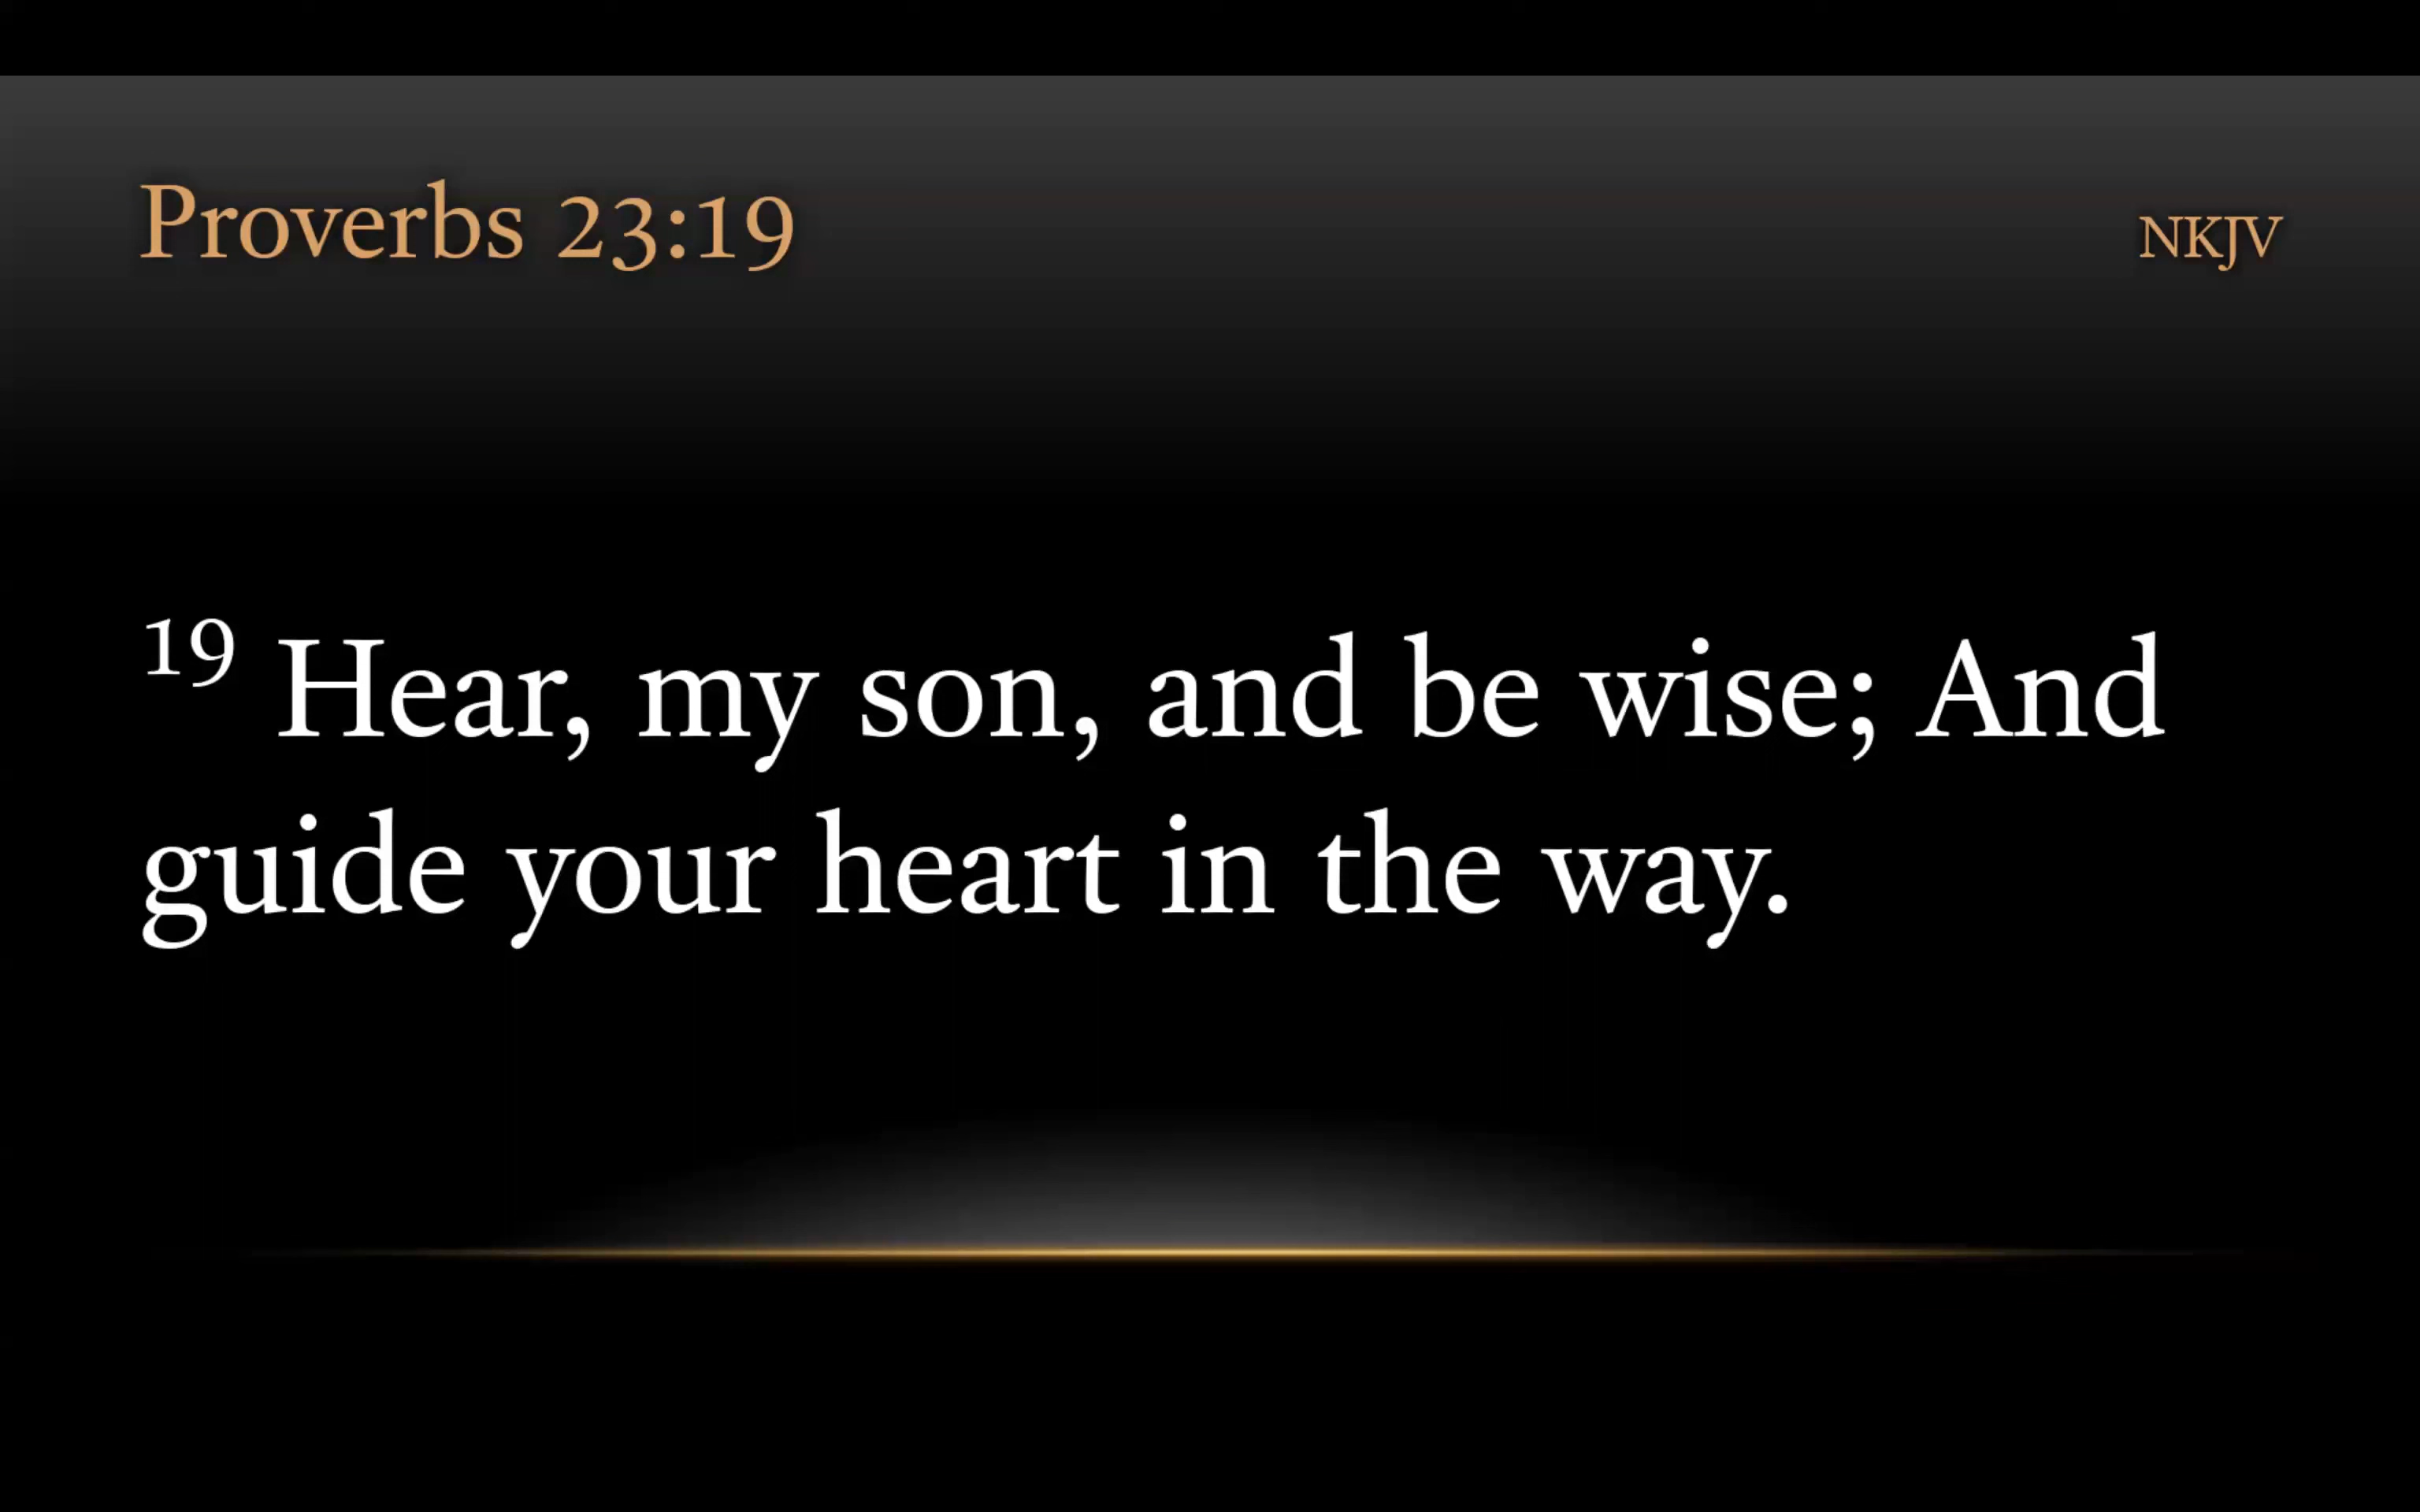 Proverbs 23:19
NKJV
19 Hear, my son, and be wise; And
guide your heart in the way.